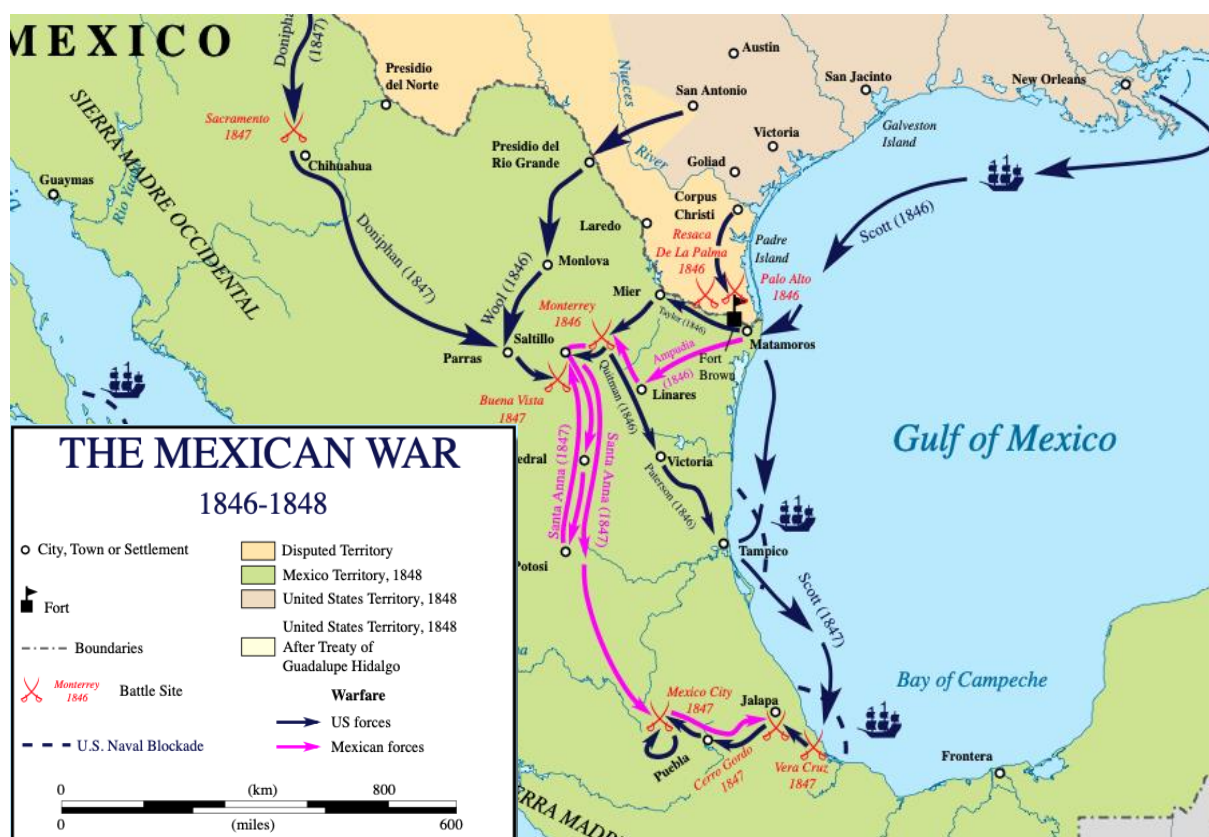 MEXICO
Doniphan
(1847)
Austin
Presidio
del Norte
Nueces
San Antonio
San Jacinto
New Orleans
SIERRA MADRE OCCIDENTAL
Sacramento
1847
Galveston
Island
Victoria
Chihuahua
Presidio del
Rio Grande
River
Goliad
Guaymas
Rio Yaqui
Corpus
Christi
Scott (1846)
Laredo
Resaca
De La Palma
1846
Padre
Island
Doniphan (1847)
Monlova
Palo Alto
1846
Wool (1846)
Mier
Monterrey
1846
Taylor (1846)
Saltillo
Parras
Ampudia
(1846)
Matamoros
Fort
Brown
Quitman (1846)
Linares
Buena Vista
1847
Gulf of Mexico
THE MEXICAN WAR
1846-1848
edral
Santa Anna (1847)
Santa Anna (1847)
Victoria
Paterson (1846)
City, Town or Settlement
Fort
Boundaries
Monterrey
1846
Battle Site
U.S. Naval Blockade
Disputed Territory
Mexico Territory, 1848
United States Territory, 1848
United States Territory, 1848
After Treaty of
Guadalupe Hidalgo
Warfare
US forces
Mexican forces
0 (km) 800
0 (miles) 600
Potosi
Tampico
Scott (1847)
Bay of Campeche
Mexico City
1847
Jalapa
Puebla
Cerro Gordo
1847
Vera Cruz
1847
Frontera
SIERRA MADR